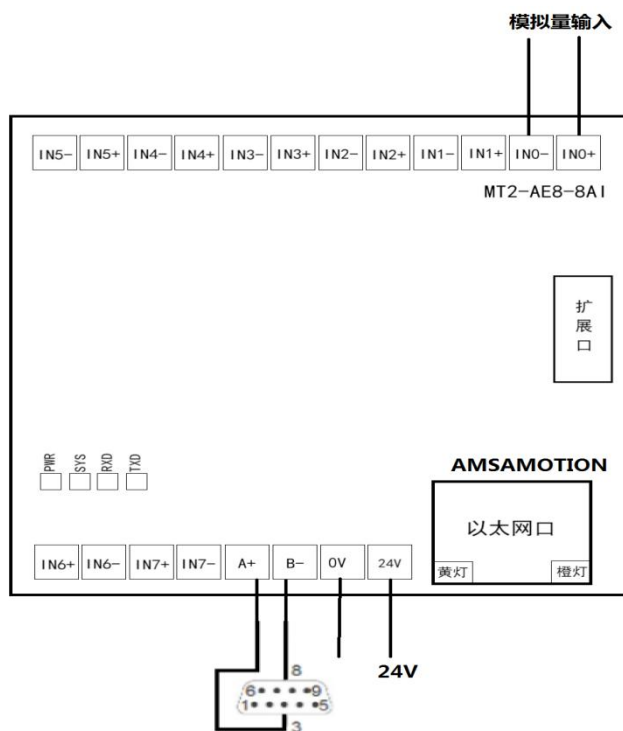 模拟量输入
IN5- IN5+ IN4- IN4+ IN3- IN3+ IN2- IN2+ IN1- IN1+ IN0- IN0+
MT2-AE8-8AI
扩展口
PWR SYS RXD TXD
AMSAMOTION
以太网口
黄灯 橙灯
IN6+ IN6- IN7+ IN7- A+ B- 0V 24V
24V
8
6 9
1 5
3